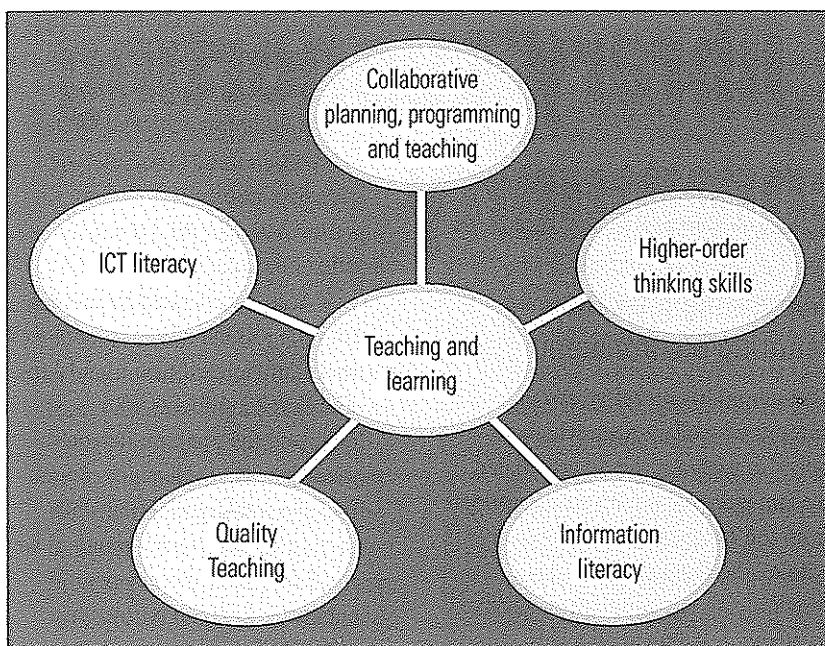 Collaborative
planning, programming
and teaching
ICT literacy
Higher-order
thinking skills
Teaching and
learning
Quality
Teaching
Information
literacy